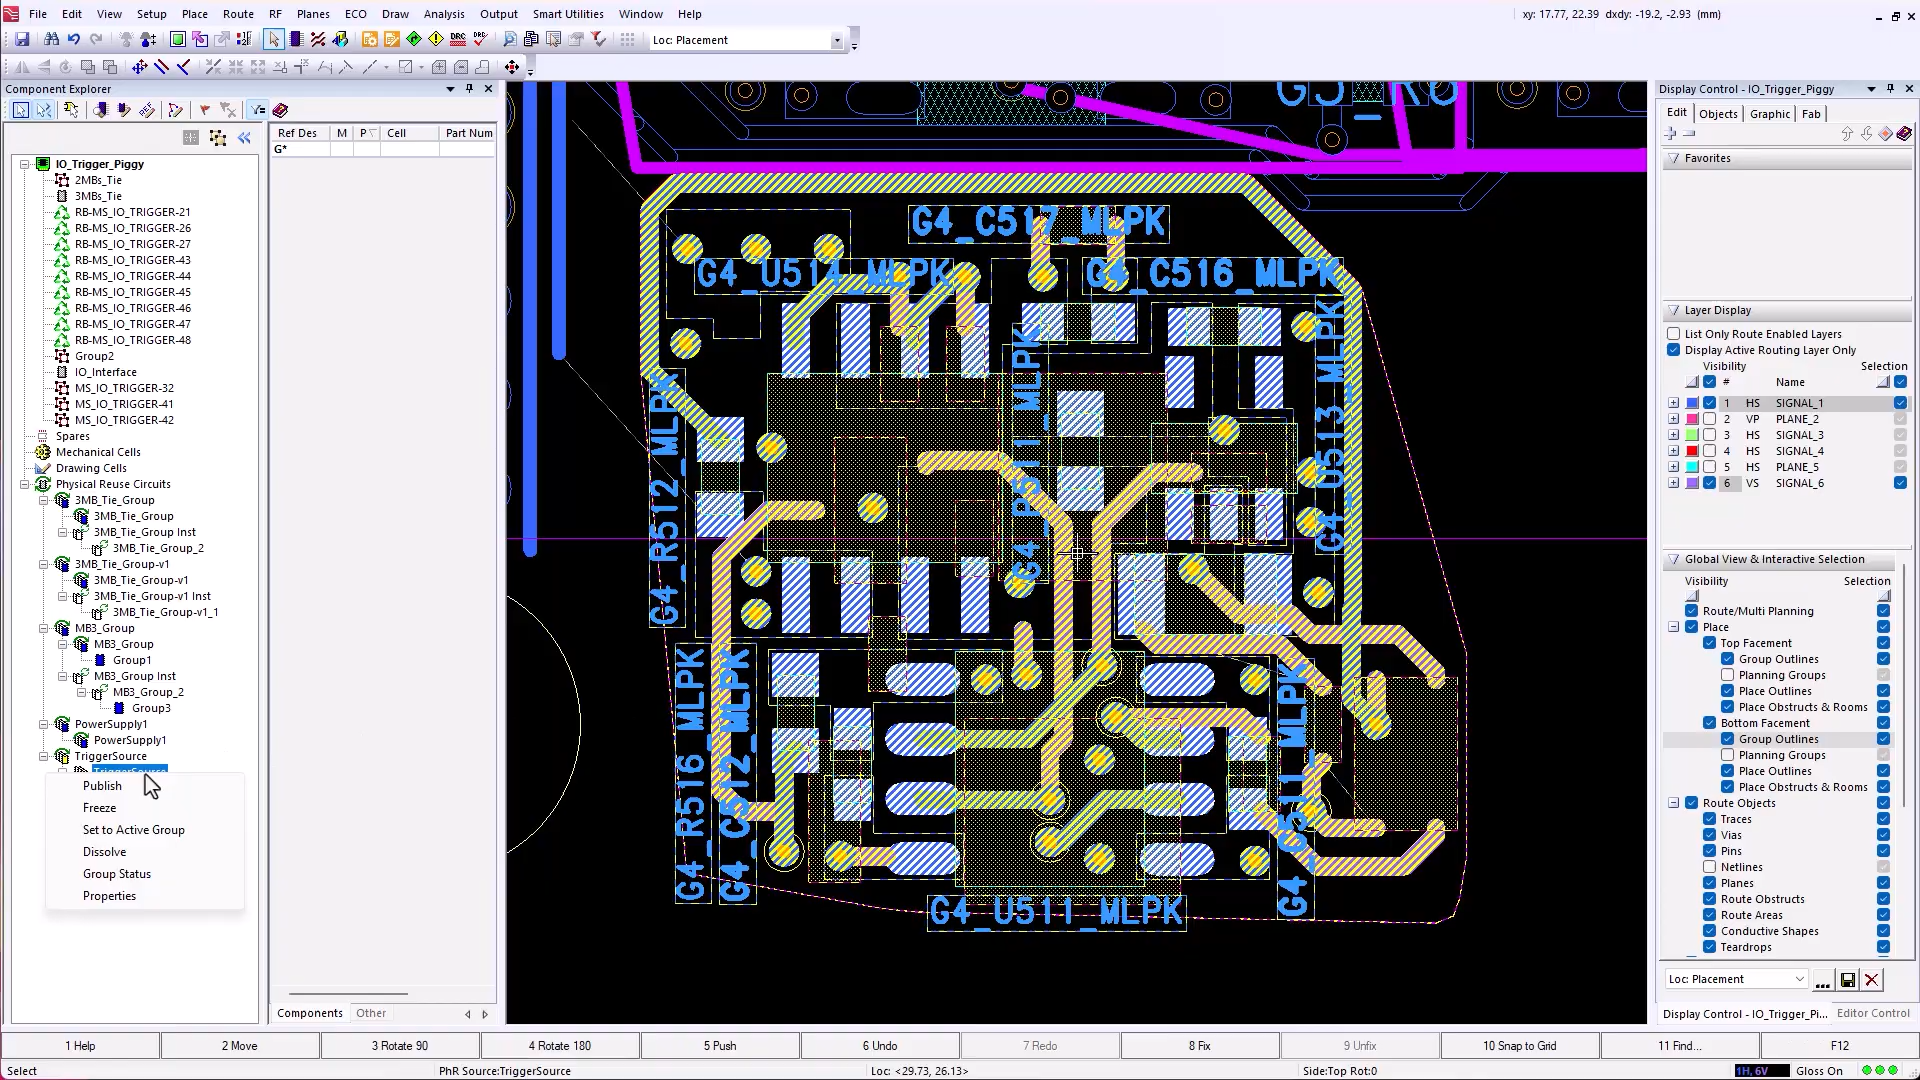 File Edit View Setup Place Route RF Planes ECO Draw Analysis Output Smart Utilities Window Help
xy: 17.77, 22.39 dxdy: -19.2, -2.93 (mm)
Loc: Placement
Component Explorer
IO_Trigger_Piggy
2MBs_Tie
3MBs_Tie
RB-MS_IO_TRIGGER-21
RB-MS_IO_TRIGGER-26
RB-MS_IO_TRIGGER-27
RB-MS_IO_TRIGGER-43
RB-MS_IO_TRIGGER-44
RB-MS_IO_TRIGGER-45
RB-MS_IO_TRIGGER-46
RB-MS_IO_TRIGGER-47
RB-MS_IO_TRIGGER-48
Group2
IO_Interface
MS_IO_TRIGGER-32
MS_IO_TRIGGER-41
MS_IO_TRIGGER-42
Spares
Mechanical Cells
Drawing Cells
Physical Reuse Circuits
3MB_Tie_Group
3MB_Tie_Group
3MB_Tie_Group Inst
3MB_Tie_Group_2
3MB_Tie_Group-v1
3MB_Tie_Group-v1
3MB_Tie_Group-v1 Inst
3MB_Tie_Group-v1_1
MB3_Group
MB3_Group
Group1
MB3_Group Inst
MB3_Group_2
Group3
PowerSupply1
PowerSupply1
TriggerSource
TriggerSource
Publish
Freeze
Set to Active Group
Dissolve
Group Status
Properties
Ref Des M P Cell Part Num
G*
Components Other
G4_C517_MLPK
G4_U514_MLPK
G4_C516_MLPK
G4_R512_MLPK
G4_R511_MLPK
G4_U513_MLPK
G4_R516_MLPK
G4_C512_MLPK
G4_C511_MLPK
G4_U511_MLPK
Display Control - IO_Trigger_Piggy
Edit Objects Graphic Fab
Favorites
Layer Display
List Only Route Enabled Layers
Display Active Routing Layer Only
Visibility Selection
# Name
1 HS SIGNAL_1
2 VP PLANE_2
3 HS SIGNAL_3
4 HS SIGNAL_4
5 HS PLANE_5
6 VS SIGNAL_6
Global View & Interactive Selection
Visibility Selection
Route/Multi Planning
Place
Top Facement
Group Outlines
Planning Groups
Place Outlines
Place Obstructs & Rooms
Bottom Facement
Group Outlines
Planning Groups
Place Outlines
Place Obstructs & Rooms
Route Objects
Traces
Vias
Pins
Netlines
Planes
Route Obstructs
Route Areas
Conductive Shapes
Teardrops
Loc: Placement
Display Control - IO_Trigger_Pi... Editor Control
1 Help 2 Move 3 Rotate 90 4 Rotate 180 5 Push 6 Undo 7 Redo 8 Fix 9 Unfix 10 Snap to Grid 11 Find... F12
Select PhR Source:TriggerSource Loc: <29.73, 26.13> Side:Top Rot:0 1H, 6V Gloss On